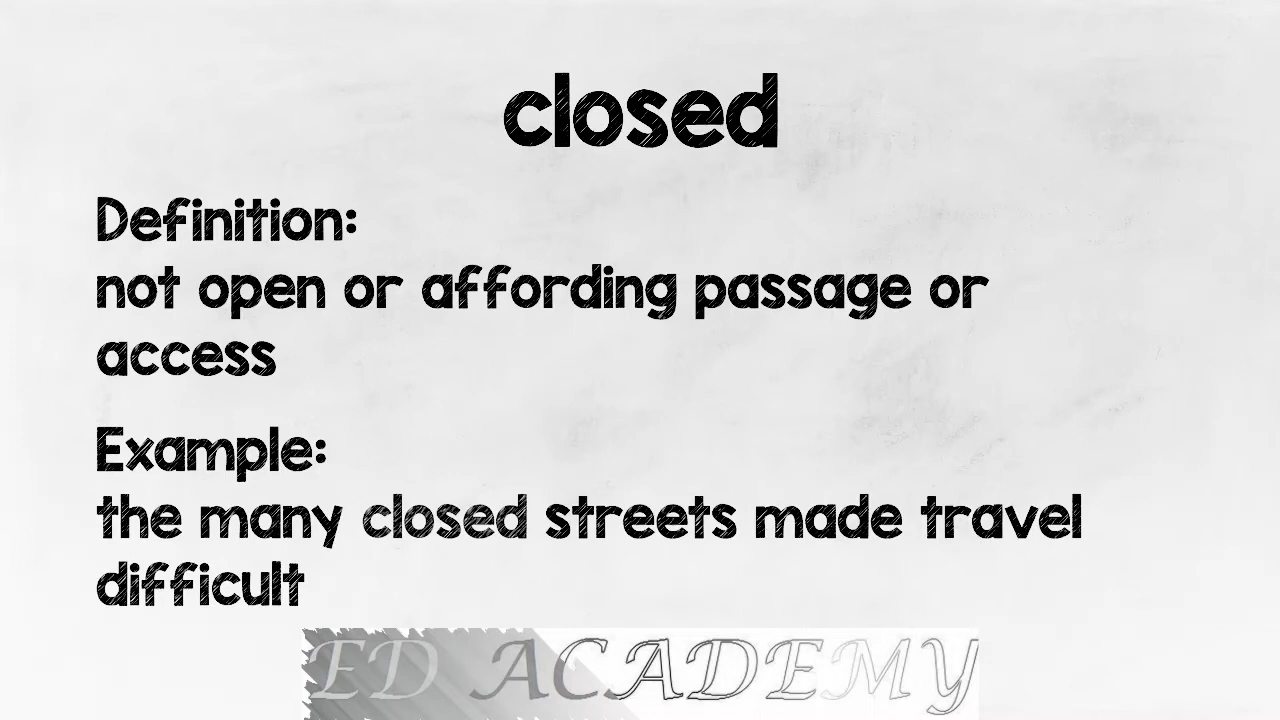 closed
Definition:
not open or affording passage or
access
Example:
the many closed streets made travel
difficult
ED ACADEMY